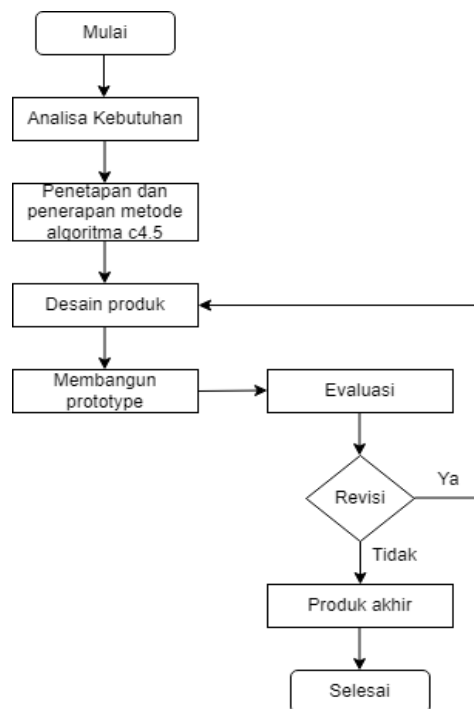 Mulai
Analisa Kebutuhan
Penetapan dan
penerapan metode
algoritma c4.5
Desain produk
Membangun
prototype
Evaluasi
Revisi
Ya
Tidak
Produk akhir
Selesai